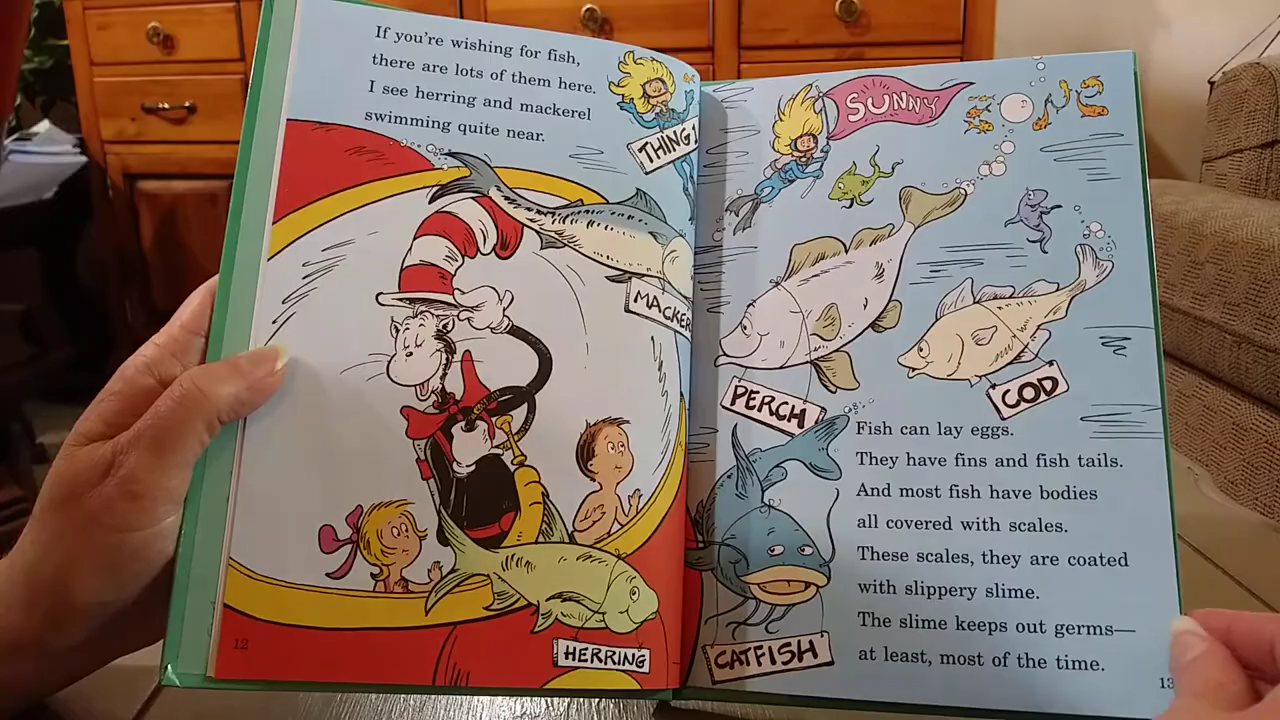 If you're wishing for fish,
there are lots of them here.
I see herring and mackerel
swimming quite near.
THING 1
MACKER
HERRING
12
SUNNY
PERCH
COD
CATFISH
Fish can lay eggs.
They have fins and fish tails.
And most fish have bodies
all covered with scales.
These scales, they are coated
with slippery slime.
The slime keeps out germs—
at least, most of the time.
13